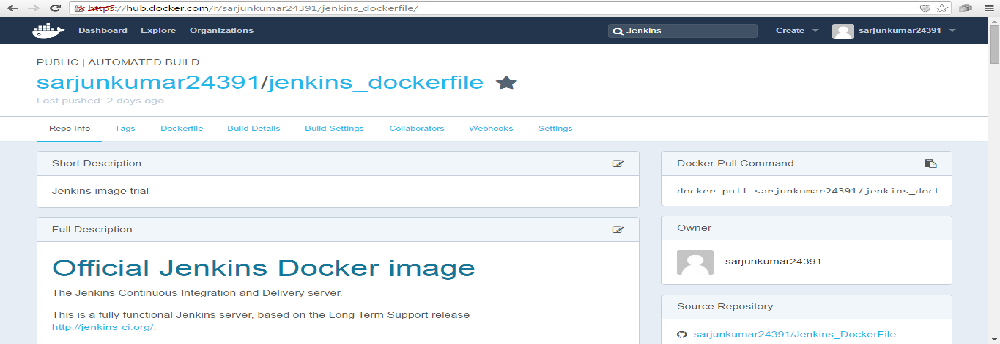 https://hub.docker.com/r/sarjunkumar24391/jenkins_dockerfile/
Dashboard Explore Organizations Jenkins Create sarjunkumar24391
PUBLIC | AUTOMATED BUILD
sarjunkumar24391/jenkins_dockerfile
Last pushed: 2 days ago
Repo Info Tags Dockerfile Build Details Build Settings Collaborators Webhooks Settings
Short Description
Jenkins image trial
Full Description
Official Jenkins Docker image
The Jenkins Continuous Integration and Delivery server.
This is a fully functional Jenkins server, based on the Long Term Support release
http://jenkins-ci.org/.
Docker Pull Command
docker pull sarjunkumar24391/jenkins_doc
Owner
sarjunkumar24391
Source Repository
sarjunkumar24391/Jenkins_DockerFile